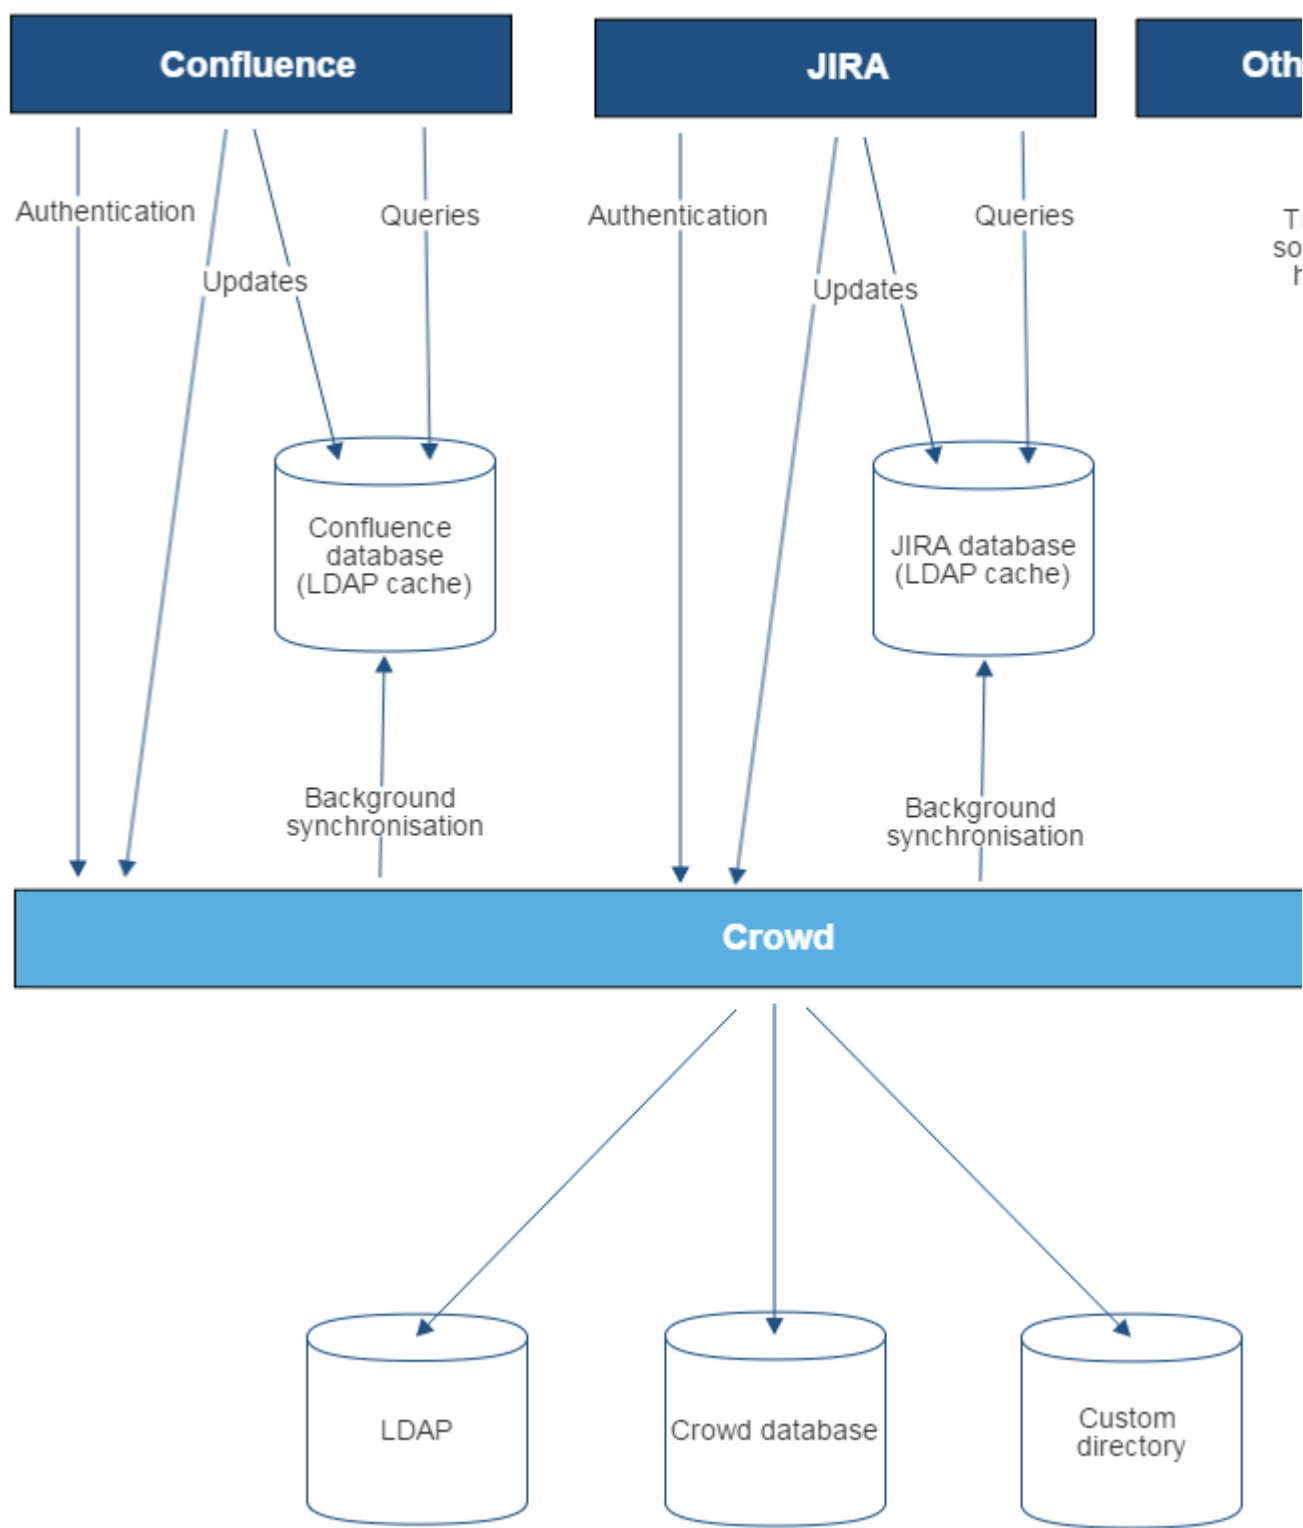 Confluence
JIRA
Authentication
Queries
Updates
Authentication
Queries
Updates
Confluence
database
(LDAP cache)
JIRA database
(LDAP cache)
Background
synchronisation
Background
synchronisation
Crowd
LDAP
Crowd database
Custom
directory